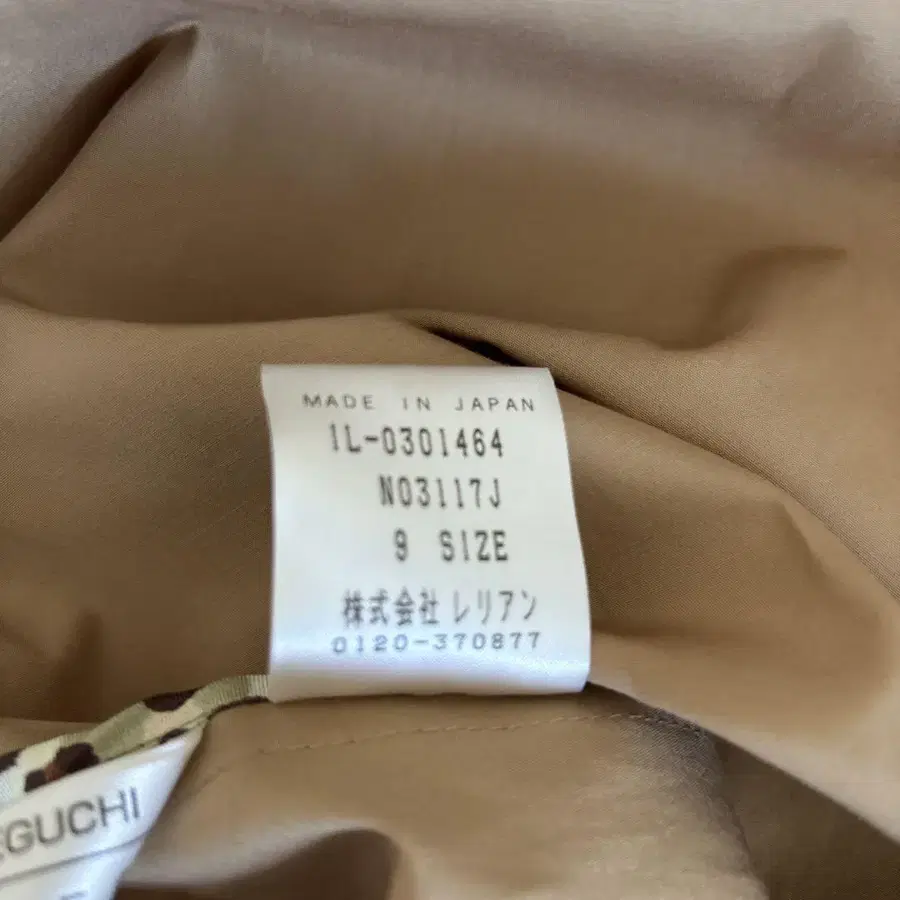 MADE IN JAPAN
1L-0301464
N03117J
9 SIZE
株式会社 レリアン
0120-370877
EGUCHI